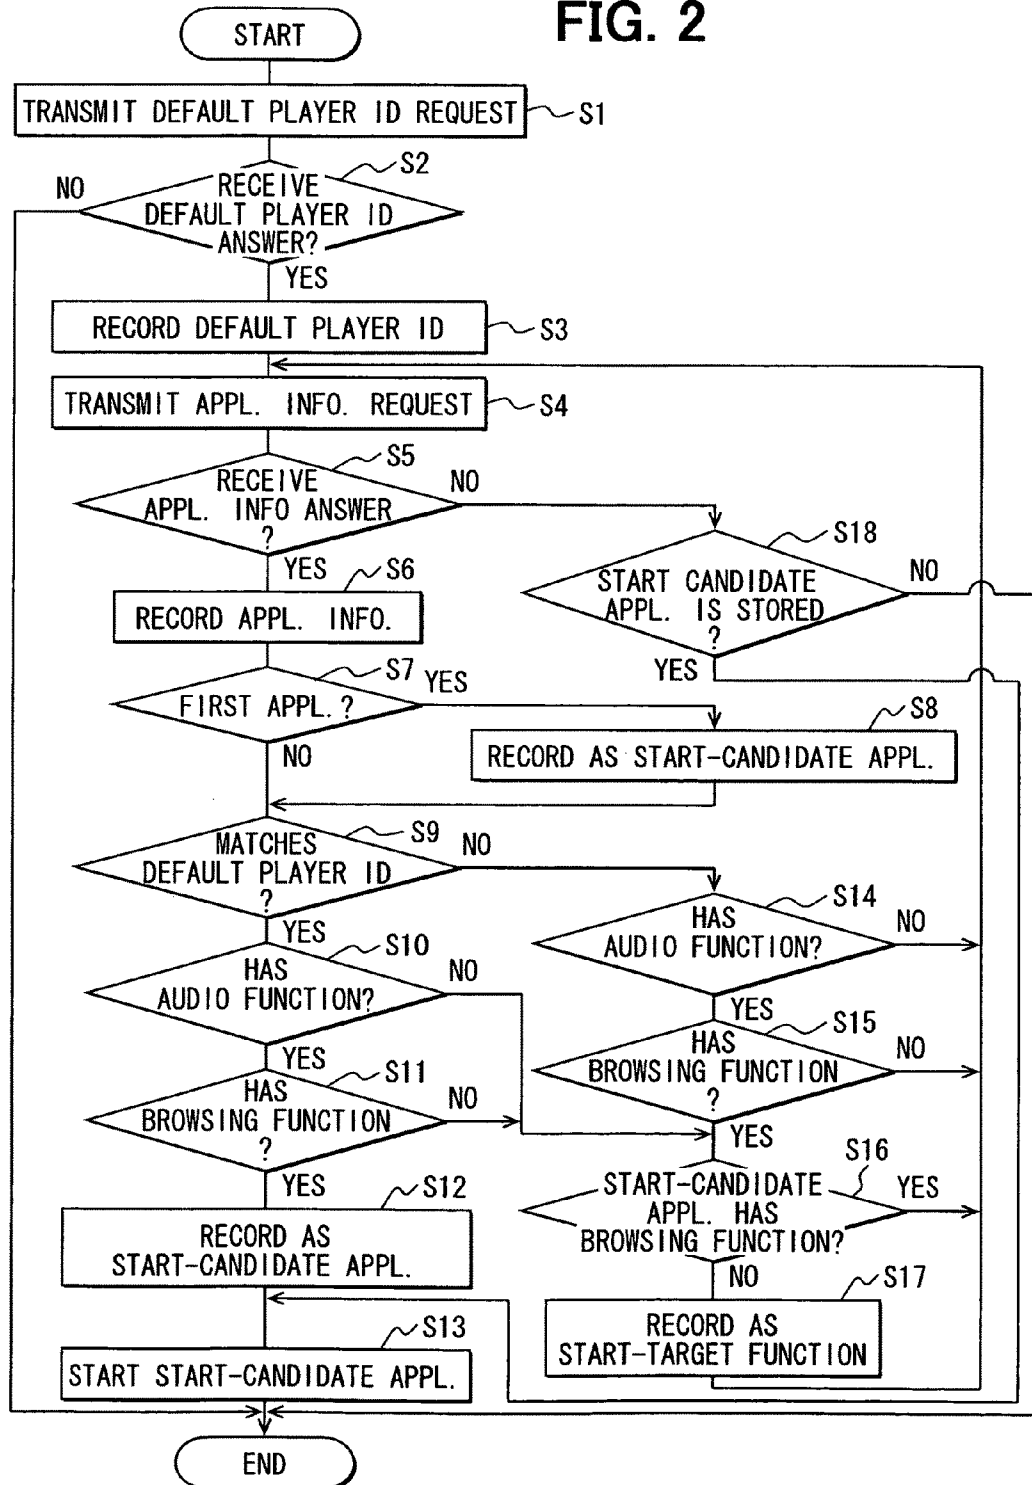 FIG. 2
START
TRANSMIT DEFAULT PLAYER ID REQUEST
S1
S2
NO
RECEIVE
DEFAULT PLAYER ID
ANSWER?
YES
RECORD DEFAULT PLAYER ID
S3
TRANSMIT APPL. INFO. REQUEST
S4
S5
RECEIVE
APPL. INFO ANSWER
?
NO
YES
S18
START CANDIDATE
APPL. IS STORED
?
NO
YES
S6
RECORD APPL. INFO.
S7
FIRST APPL.?
YES
NO
S8
RECORD AS START-CANDIDATE APPL.
S9
MATCHES
DEFAULT PLAYER ID
?
NO
YES
S14
HAS
AUDIO FUNCTION?
NO
YES
S10
HAS
AUDIO FUNCTION?
NO
YES
S15
HAS
BROWSING FUNCTION
?
NO
YES
S11
HAS
BROWSING FUNCTION
?
NO
YES
S16
START-CANDIDATE
APPL. HAS
BROWSING FUNCTION?
YES
NO
S12
RECORD AS
START-CANDIDATE APPL.
S17
RECORD AS
START-TARGET FUNCTION
S13
START START-CANDIDATE APPL.
END